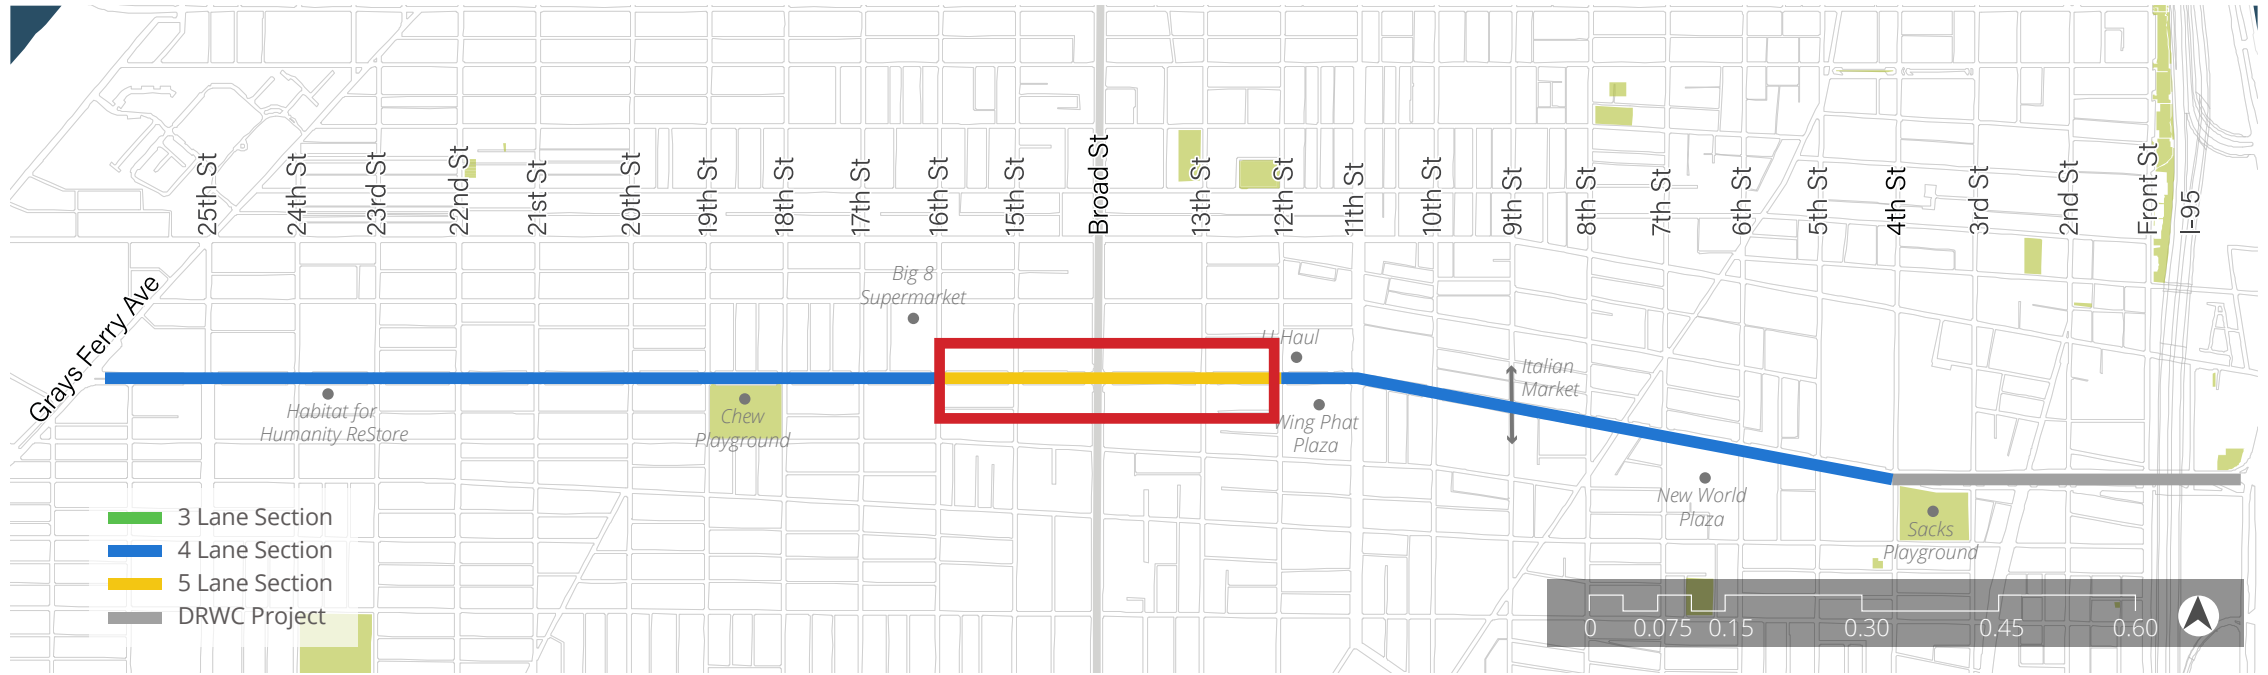 25th St
24th St
23rd St
22nd St
21st St
20th St
19th St
18th St
17th St
16th St
15th St
Broad St
13th St
12th St
11th St
10th St
9th St
8th St
7th St
6th St
5th St
4th St
3rd St
2nd St
Front St
I-95
Grays Ferry Ave
Big 8
Supermarket
U-Haul
Italian
Market
Habitat for
Humanity ReStore
Chew
Playground
Wing Phat
Plaza
New World
Plaza
Sacks
Playground
3 Lane Section
4 Lane Section
5 Lane Section
DRWC Project
0 0.075 0.15 0.30 0.45 0.60